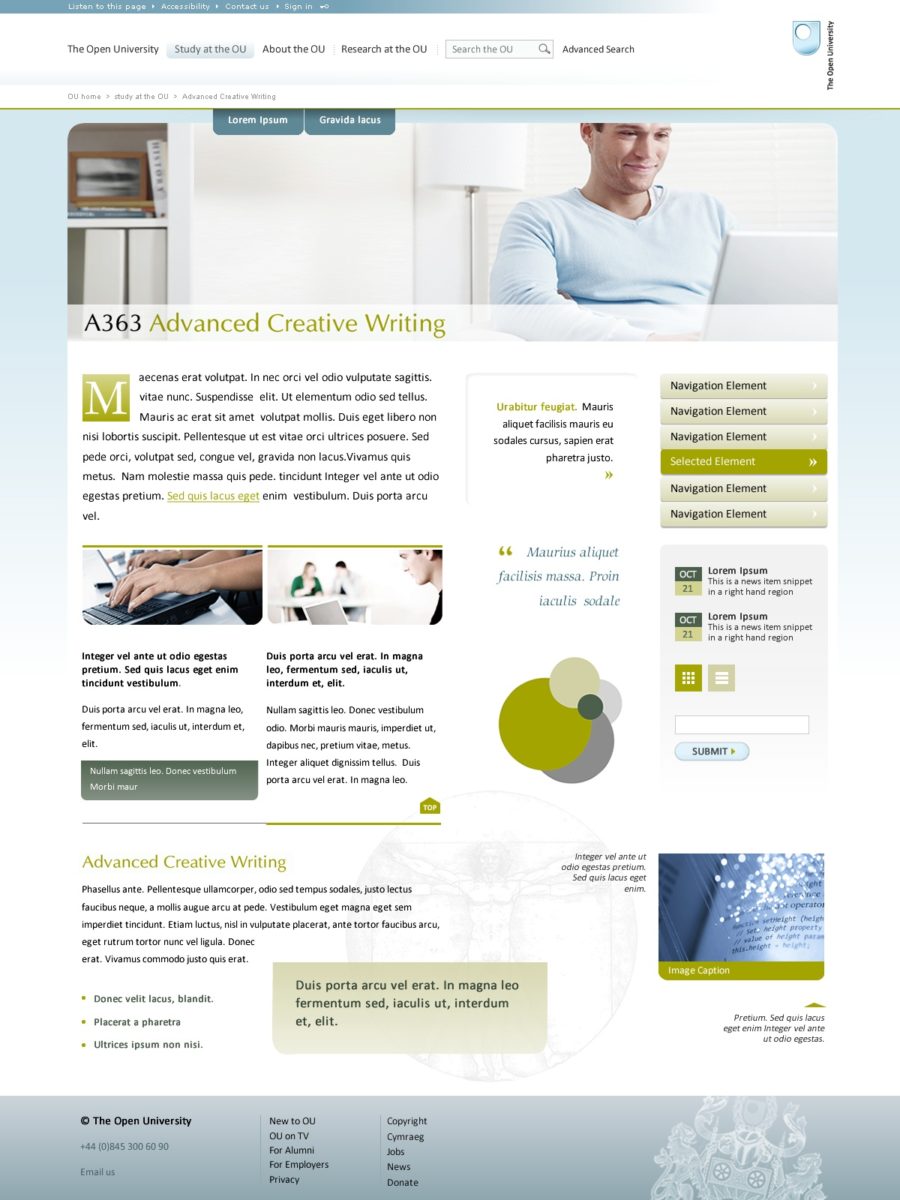 Listen to this page Accessibility Contact us Sign in
The Open University Study at the OU About the OU Research at the OU Search the OU Advanced Search
The Open University
OU home > study at the OU > Advanced Creative Writing
Lorem Ipsum Gravida lacus
A363 Advanced Creative Writing
Maecenas erat volutpat. In nec orci vel odio vulputate sagittis.
vitae nunc. Suspendisse elit. Ut elementum odio sed tellus.
Mauris ac erat sit amet volutpat mollis. Duis eget libero non
nisi lobortis suscipit. Pellentesque ut est vitae orci ultrices posuere. Sed
pede orci, volutpat sed, congue vel, gravida non lacus.Vivamus quis
metus. Nam molestie massa quis pede. tincidunt Integer vel ante ut odio
egestas pretium. Sed quis lacus eget enim vestibulum. Duis porta arcu
vel.
Urabitur feugiat. Mauris
aliquet facilisis mauris eu
sodales cursus, sapien erat
pharetra justo.
»
Navigation Element
Navigation Element
Navigation Element
Selected Element »
Navigation Element
Navigation Element
“ Maurius aliquet
facilisis massa. Proin
iaculis sodale
OCT
21
Lorem Ipsum
This is a news item snippet
in a right hand region
OCT
21
Lorem Ipsum
This is a news item snippet
in a right hand region
SUBMIT
Integer vel ante ut odio egestas
pretium. Sed quis lacus eget enim
tincidunt vestibulum.
Duis porta arcu vel erat. In magna leo,
fermentum sed, iaculis ut, interdum et,
elit.
Nullam sagittis leo. Donec vestibulum
Morbi maur
Duis porta arcu vel erat. In magna
leo, fermentum sed, iaculis ut,
interdum et, elit.
Nullam sagittis leo. Donec vestibulum
odio. Morbi mauris mauris, imperdiet ut,
dapibus nec, pretium vitae, metus.
Integer aliquet dignissim tellus. Duis
porta arcu vel erat. In magna leo.
TOP
Advanced Creative Writing
Phasellus ante. Pellentesque ullamcorper, odio sed tempus sodales, justo lectus
faucibus neque, a mollis augue arcu at pede. Vestibulum eget magna eget sem
imperdiet tincidunt. Etiam luctus, nisl in vulputate placerat, ante tortor faucibus arcu,
eget rutrum tortor nunc vel ligula. Donec
erat. Vivamus commodo justo quis erat.
Donec velit lacus, blandit.
Placerat a pharetra
Ultrices ipsum non nisi.
Duis porta arcu vel erat. In magna leo
fermentum sed, iaculis ut, interdum
et, elit.
Integer vel ante ut
odio egestas pretium.
Sed quis lacus eget
enim.
function setHeight (heigh
// Set height property
// value of height param
this.height = height;
Image Caption
Pretium. Sed quis lacus
eget enim Integer vel ante
ut odio egestas.
© The Open University
+44 (0)845 300 60 90
Email us
New to OU
OU on TV
For Alumni
For Employers
Privacy
Copyright
Cymraeg
Jobs
News
Donate